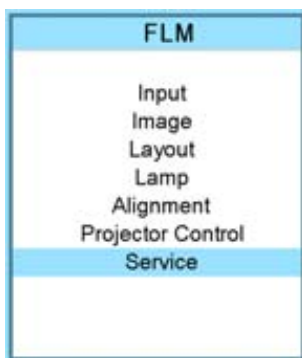 FLM
Input
Image
Layout
Lamp
Alignment
Projector Control
Service